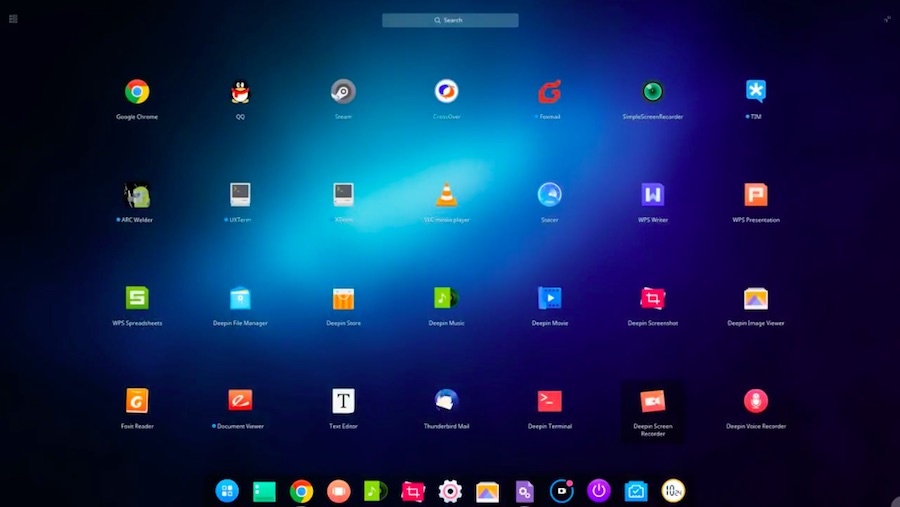 Search
Google Chrome
QQ
Steam
CrossOver
Foxmail
SimpleScreenRecorder
TIM
ARC Welder
UXTerm
XTerm
VLC media player
Stacer
WPS Writer
WPS Presentation
WPS Spreadsheets
Deepin File Manager
Deepin Store
Deepin Music
Deepin Movie
Deepin Screenshot
Deepin Image Viewer
Foxit Reader
Document Viewer
Text Editor
Thunderbird Mail
Deepin Terminal
Deepin Screen
Recorder
Deepin Voice Recorder